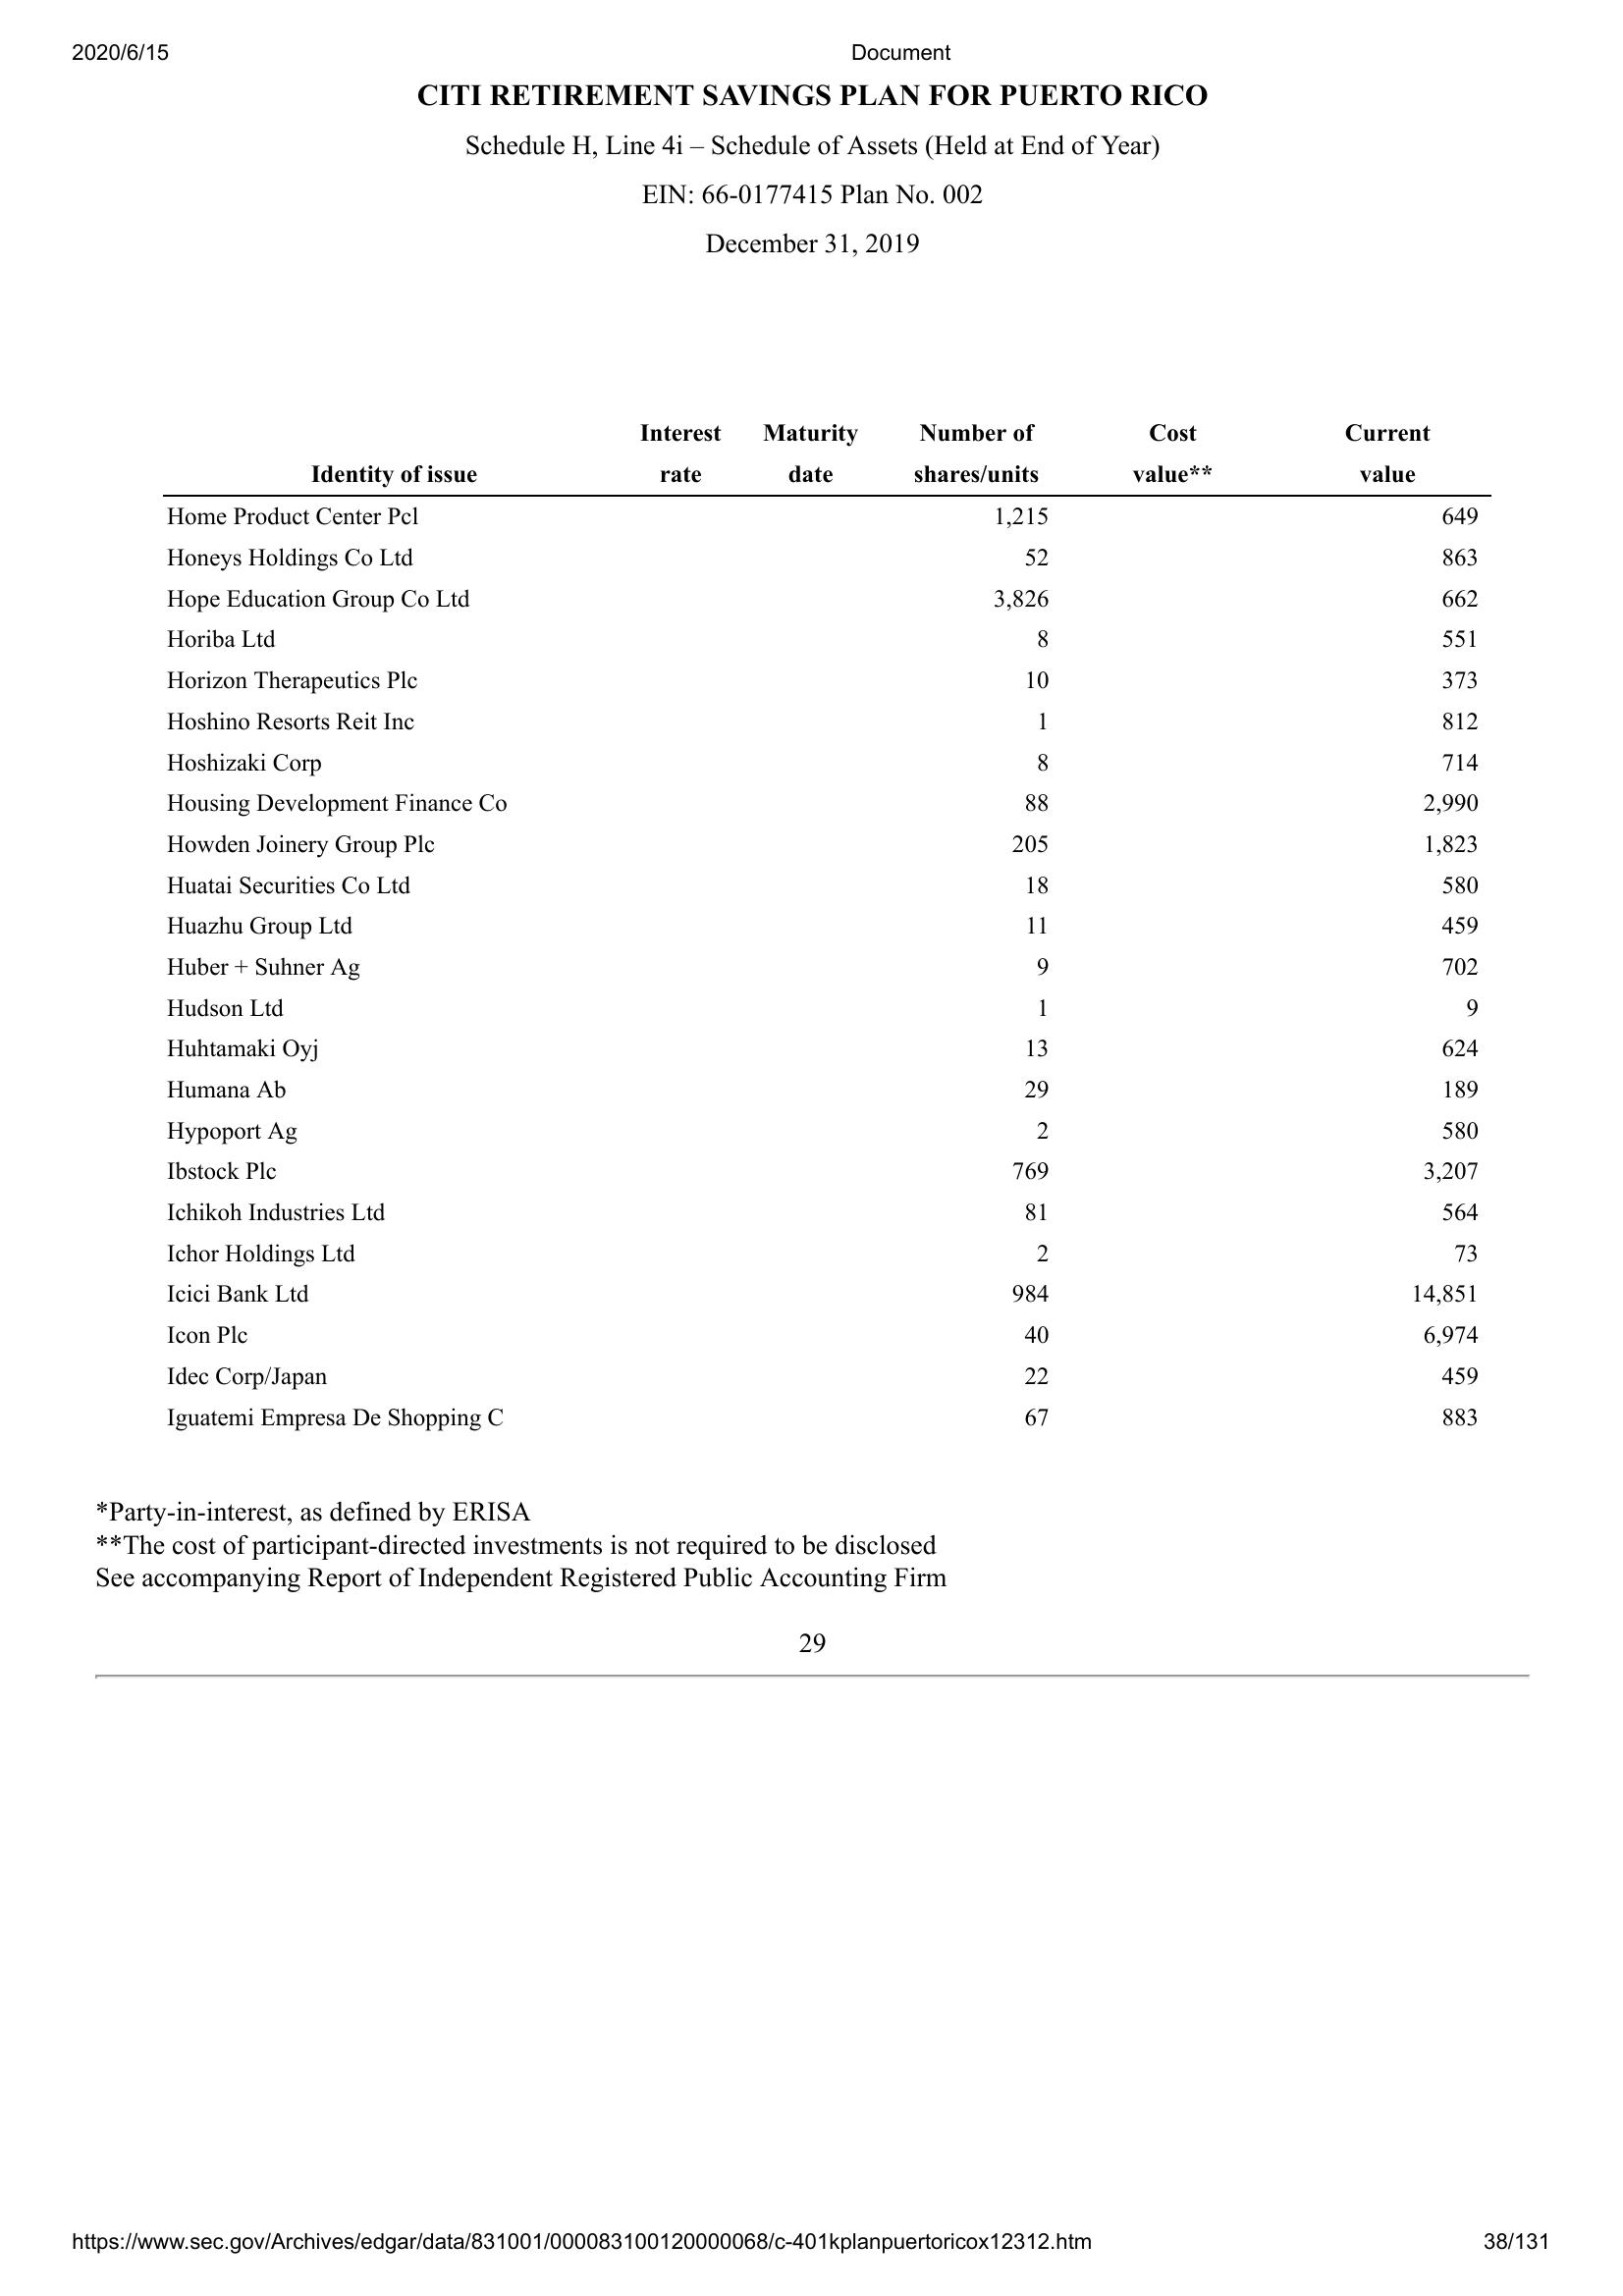 2020/6/15 Document
CITI RETIREMENT SAVINGS PLAN FOR PUERTO RICO
Schedule H, Line 4i – Schedule of Assets (Held at End of Year)
EIN: 66-0177415 Plan No. 002
December 31, 2019
Interest Maturity Number of Cost Current
Identity of issue rate date shares/units value** value
Home Product Center Pcl 1,215 649
Honeys Holdings Co Ltd 52 863
Hope Education Group Co Ltd 3,826 662
Horiba Ltd 8 551
Horizon Therapeutics Plc 10 373
Hoshino Resorts Reit Inc 1 812
Hoshizaki Corp 8 714
Housing Development Finance Co 88 2,990
Howden Joinery Group Plc 205 1,823
Huatai Securities Co Ltd 18 580
Huazhu Group Ltd 11 459
Huber + Suhner Ag 9 702
Hudson Ltd 1 9
Huhtamaki Oyj 13 624
Humana Ab 29 189
Hypoport Ag 2 580
Ibstock Plc 769 3,207
Ichikoh Industries Ltd 81 564
Ichor Holdings Ltd 2 73
Icici Bank Ltd 984 14,851
Icon Plc 40 6,974
Idec Corp/Japan 22 459
Iguatemi Empresa De Shopping C 67 883
*Party-in-interest, as defined by ERISA
**The cost of participant-directed investments is not required to be disclosed
See accompanying Report of Independent Registered Public Accounting Firm
29
https://www.sec.gov/Archives/edgar/data/831001/000083100120000068/c-401kplanpuertoricox12312.htm 38/131